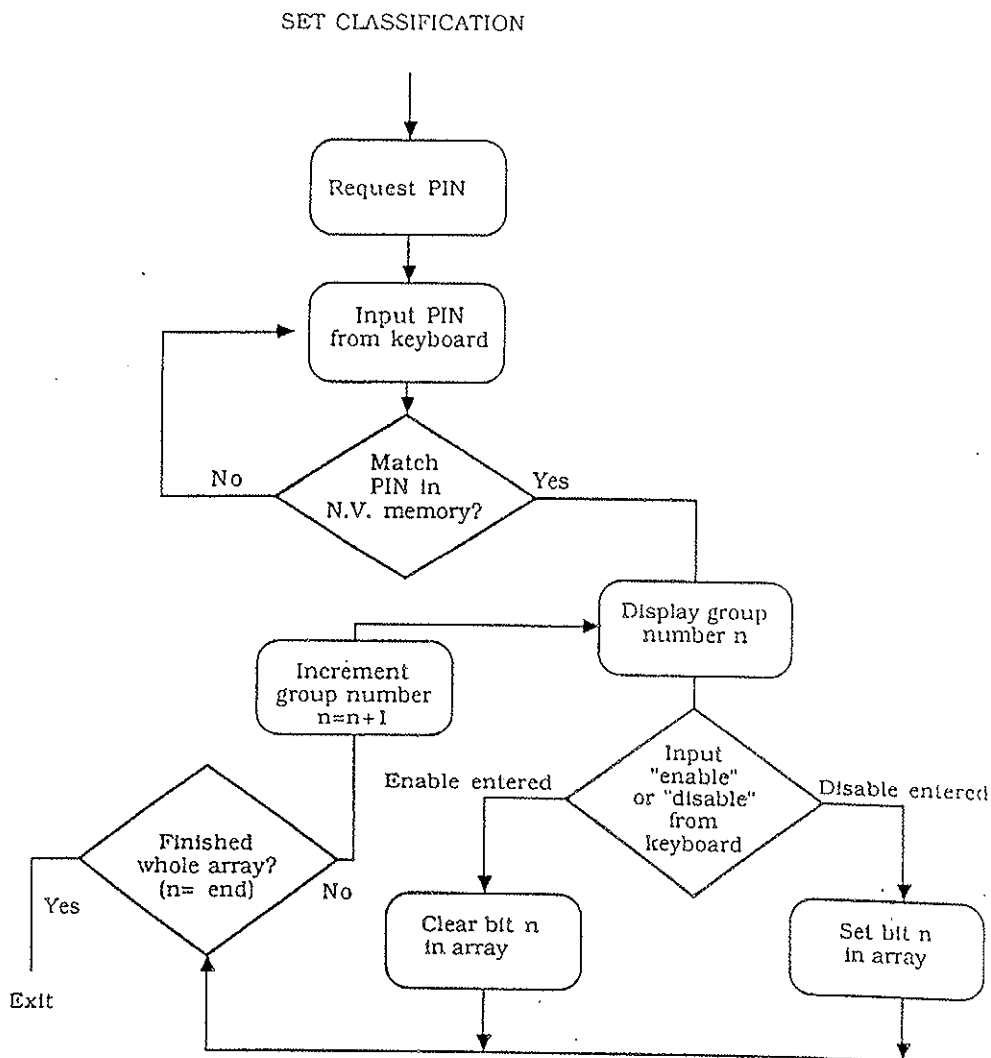 SET CLASSIFICATION
Request PIN
Input PIN
from keyboard
Match
PIN in
N.V. memory?
No
Yes
Display group
number n
Increment
group number
n=n+1
Input
"enable"
or "disable"
from
keyboard
Enable entered
Disable entered
Finished
whole array?
(n= end)
Yes
No
Clear bit n
in array
Set bit n
in array
Exit